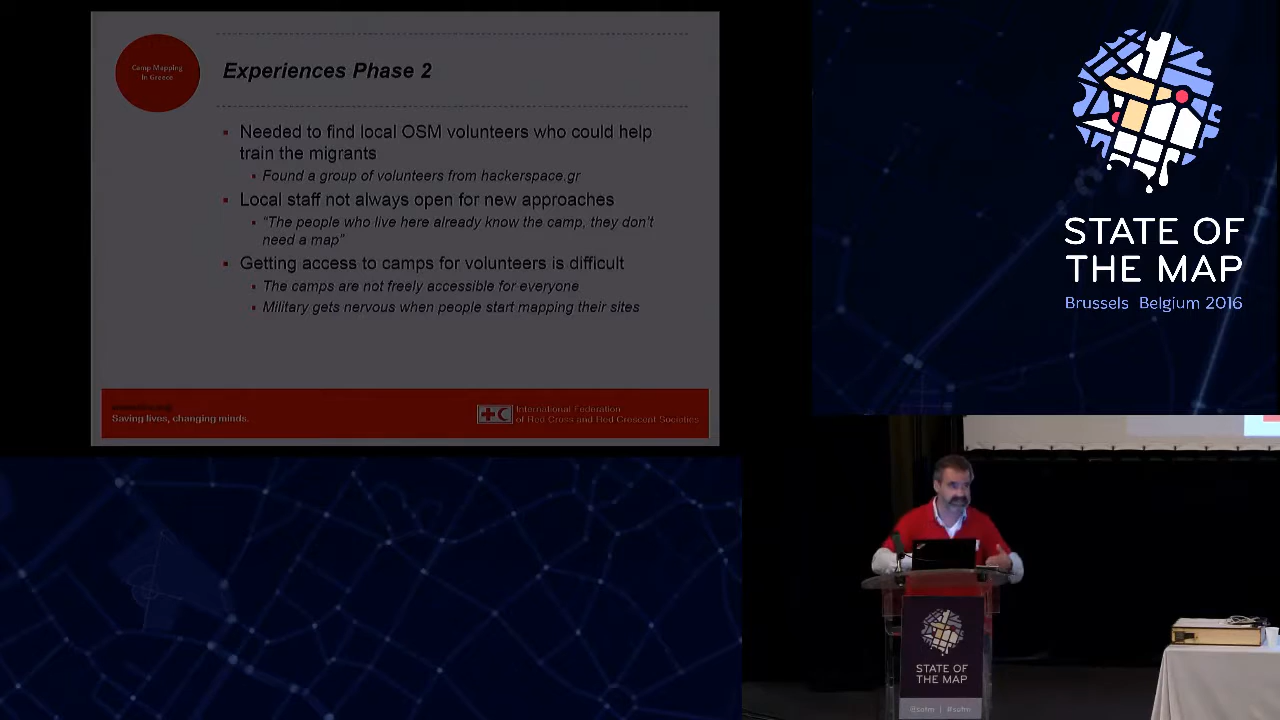 Camp Mapping
in Greece
Experiences Phase 2
Needed to find local OSM volunteers who could help
train the migrants
Found a group of volunteers from hackerspace.gr
Local staff not always open for new approaches
“The people who live here already know the camp, they don’t
need a map”
Getting access to camps for volunteers is difficult
The camps are not freely accessible for everyone
Military gets nervous when people start mapping their sites
Saving lives, changing minds.
International Federation
of Red Cross and Red Crescent Societies
STATE OF
THE MAP
Brussels Belgium 2016
STATE OF
THE MAP
@sotm | #sotm